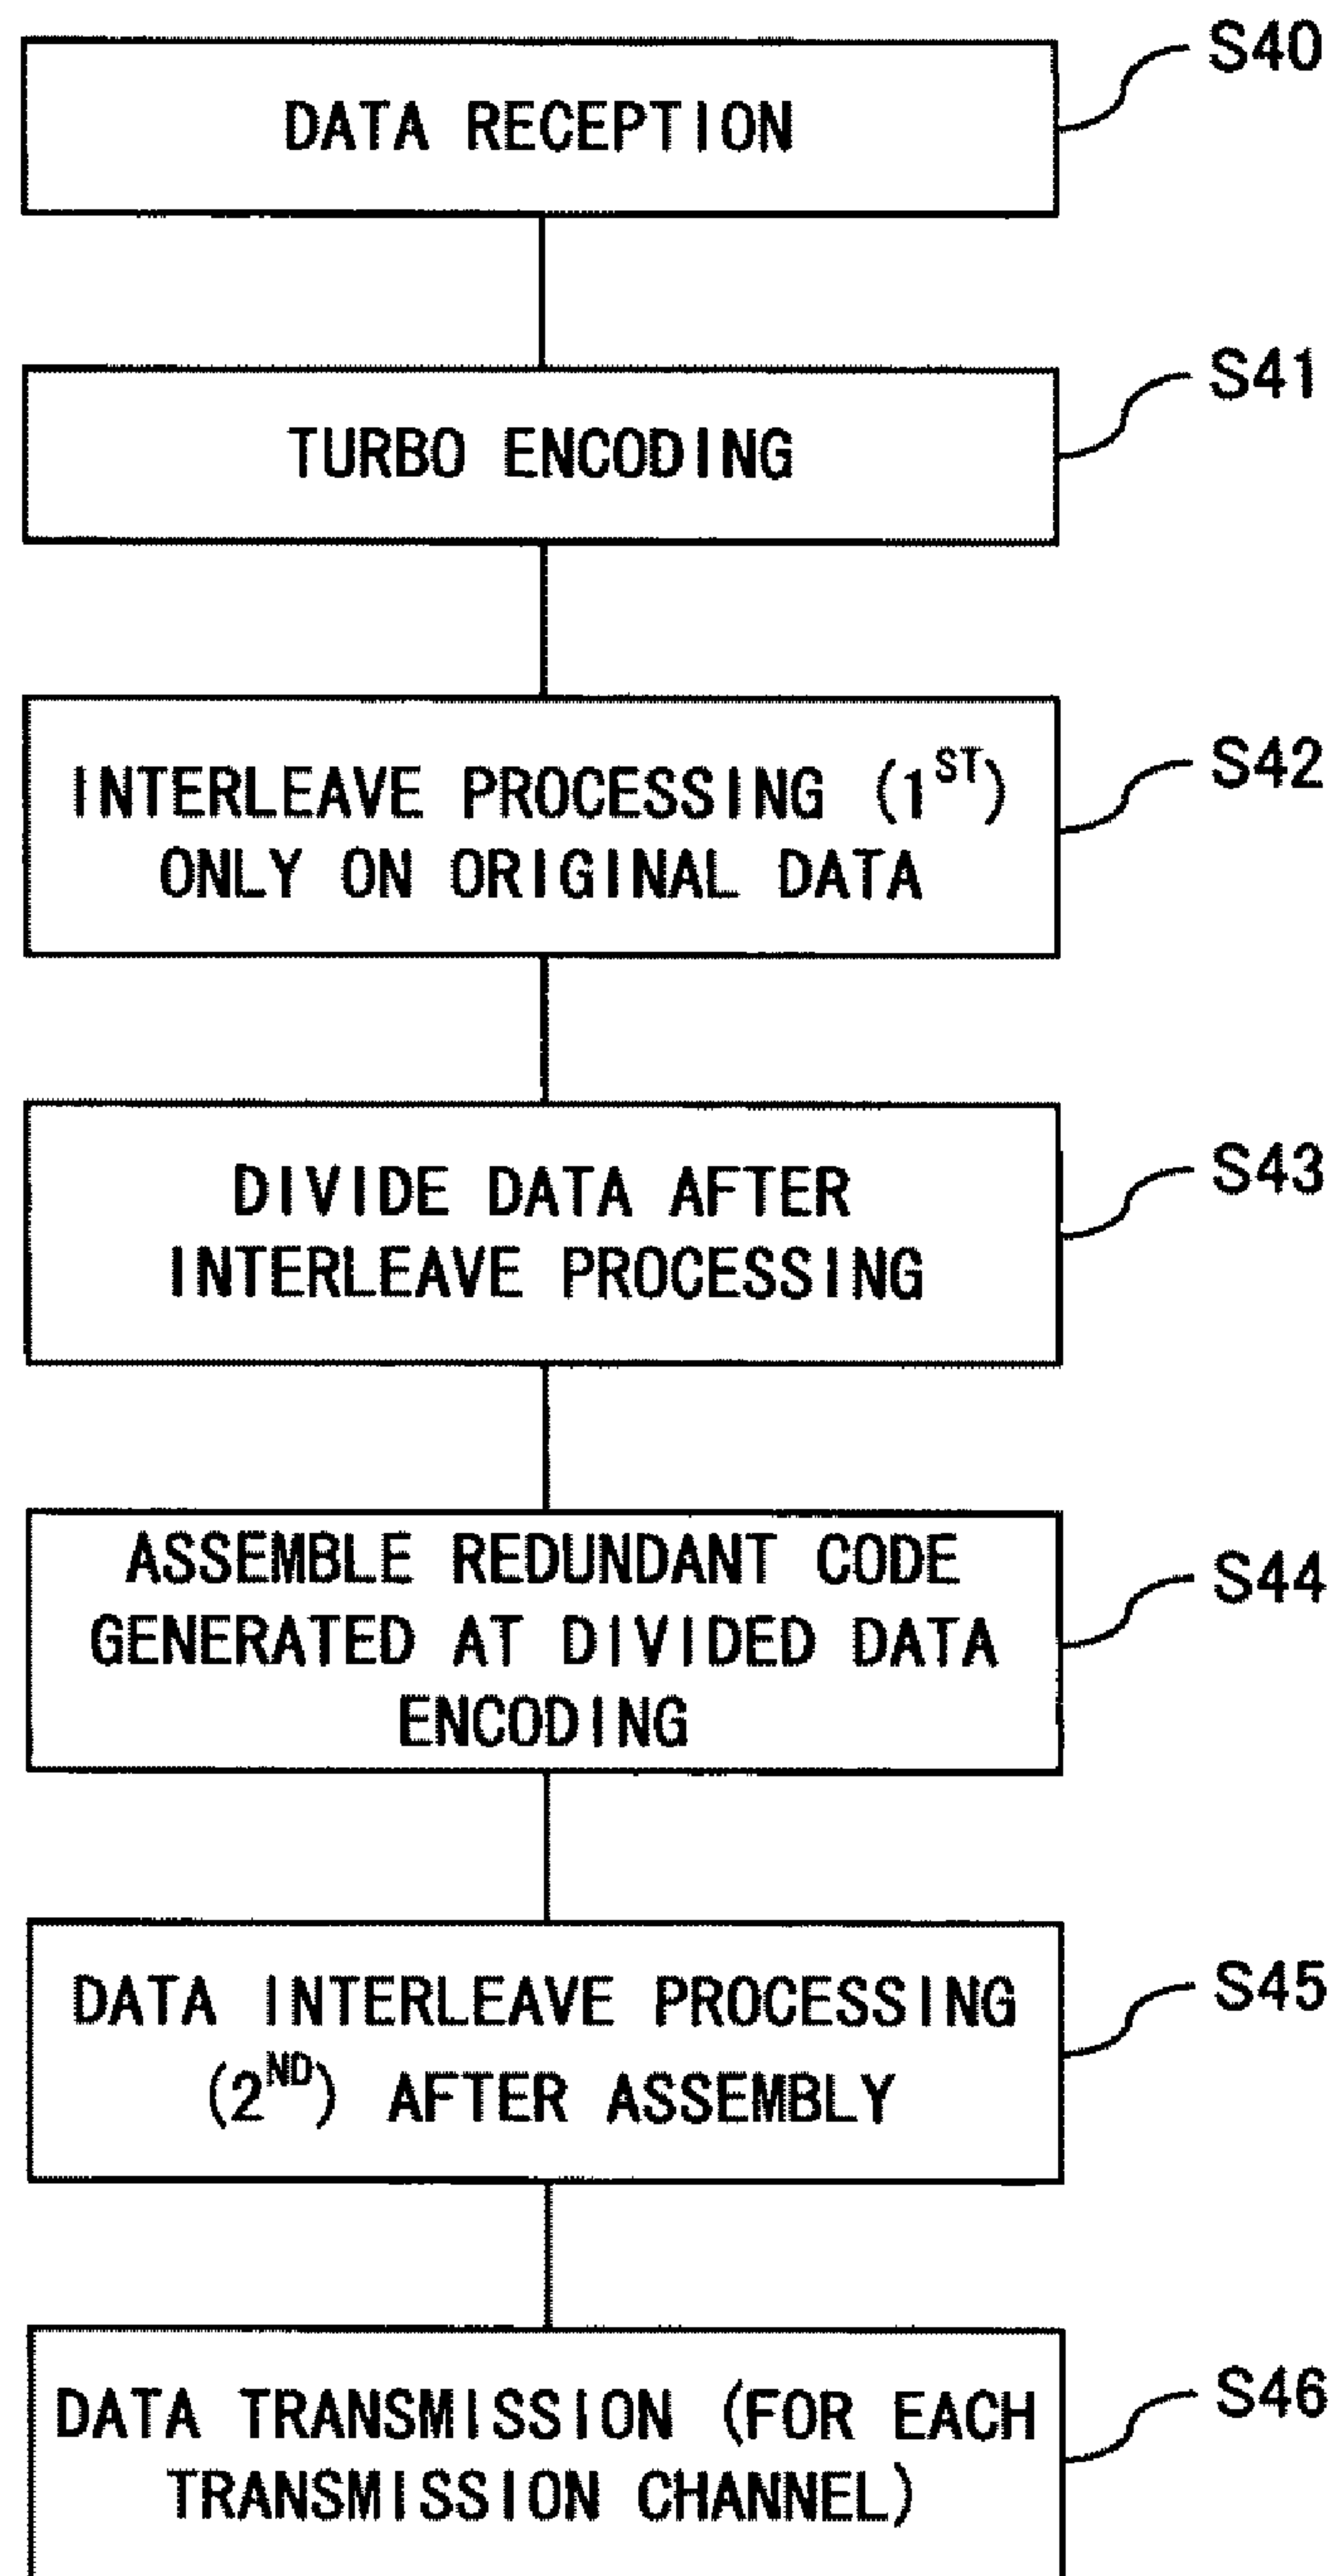 S40
DATA RECEPTION
S41
TURBO ENCODING
S42
INTERLEAVE PROCESSING (1ST)
ONLY ON ORIGINAL DATA
S43
DIVIDE DATA AFTER
INTERLEAVE PROCESSING
S44
ASSEMBLE REDUNDANT CODE
GENERATED AT DIVIDED DATA
ENCODING
S45
DATA INTERLEAVE PROCESSING
(2ND) AFTER ASSEMBLY
S46
DATA TRANSMISSION (FOR EACH
TRANSMISSION CHANNEL)